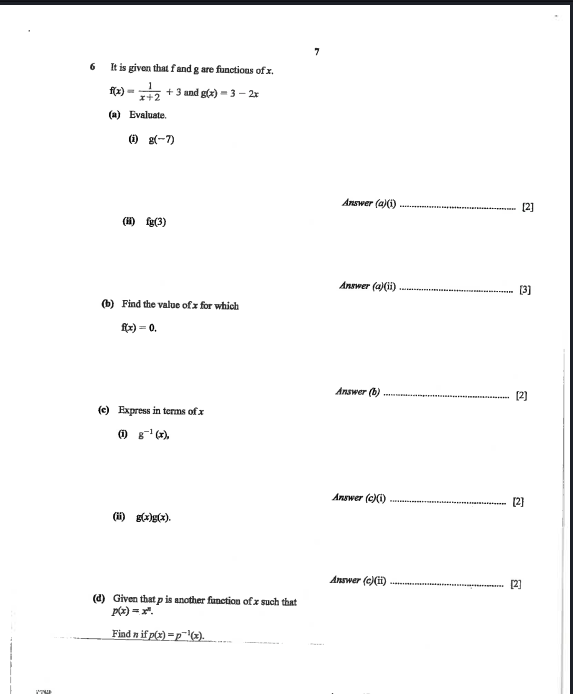 7
6 It is given that f and g are functions of x.
f(x) = 1/(x+2) + 3 and g(x) = 3 − 2x
(a) Evaluate.
(i) g(−7)
Answer (a)(i) ........................................ [2]
(ii) fg(3)
Answer (a)(ii) ........................................ [3]
(b) Find the value of x for which
f(x) = 0.
Answer (b) ........................................ [2]
(c) Express in terms of x
(i) g⁻¹ (x),
Answer (c)(i) ........................................ [2]
(ii) g(x)g(x).
Answer (c)(ii) ........................................ [2]
(d) Given that p is another function of x such that
p(x) = xⁿ.
Find n if p(x) = p⁻¹(x).